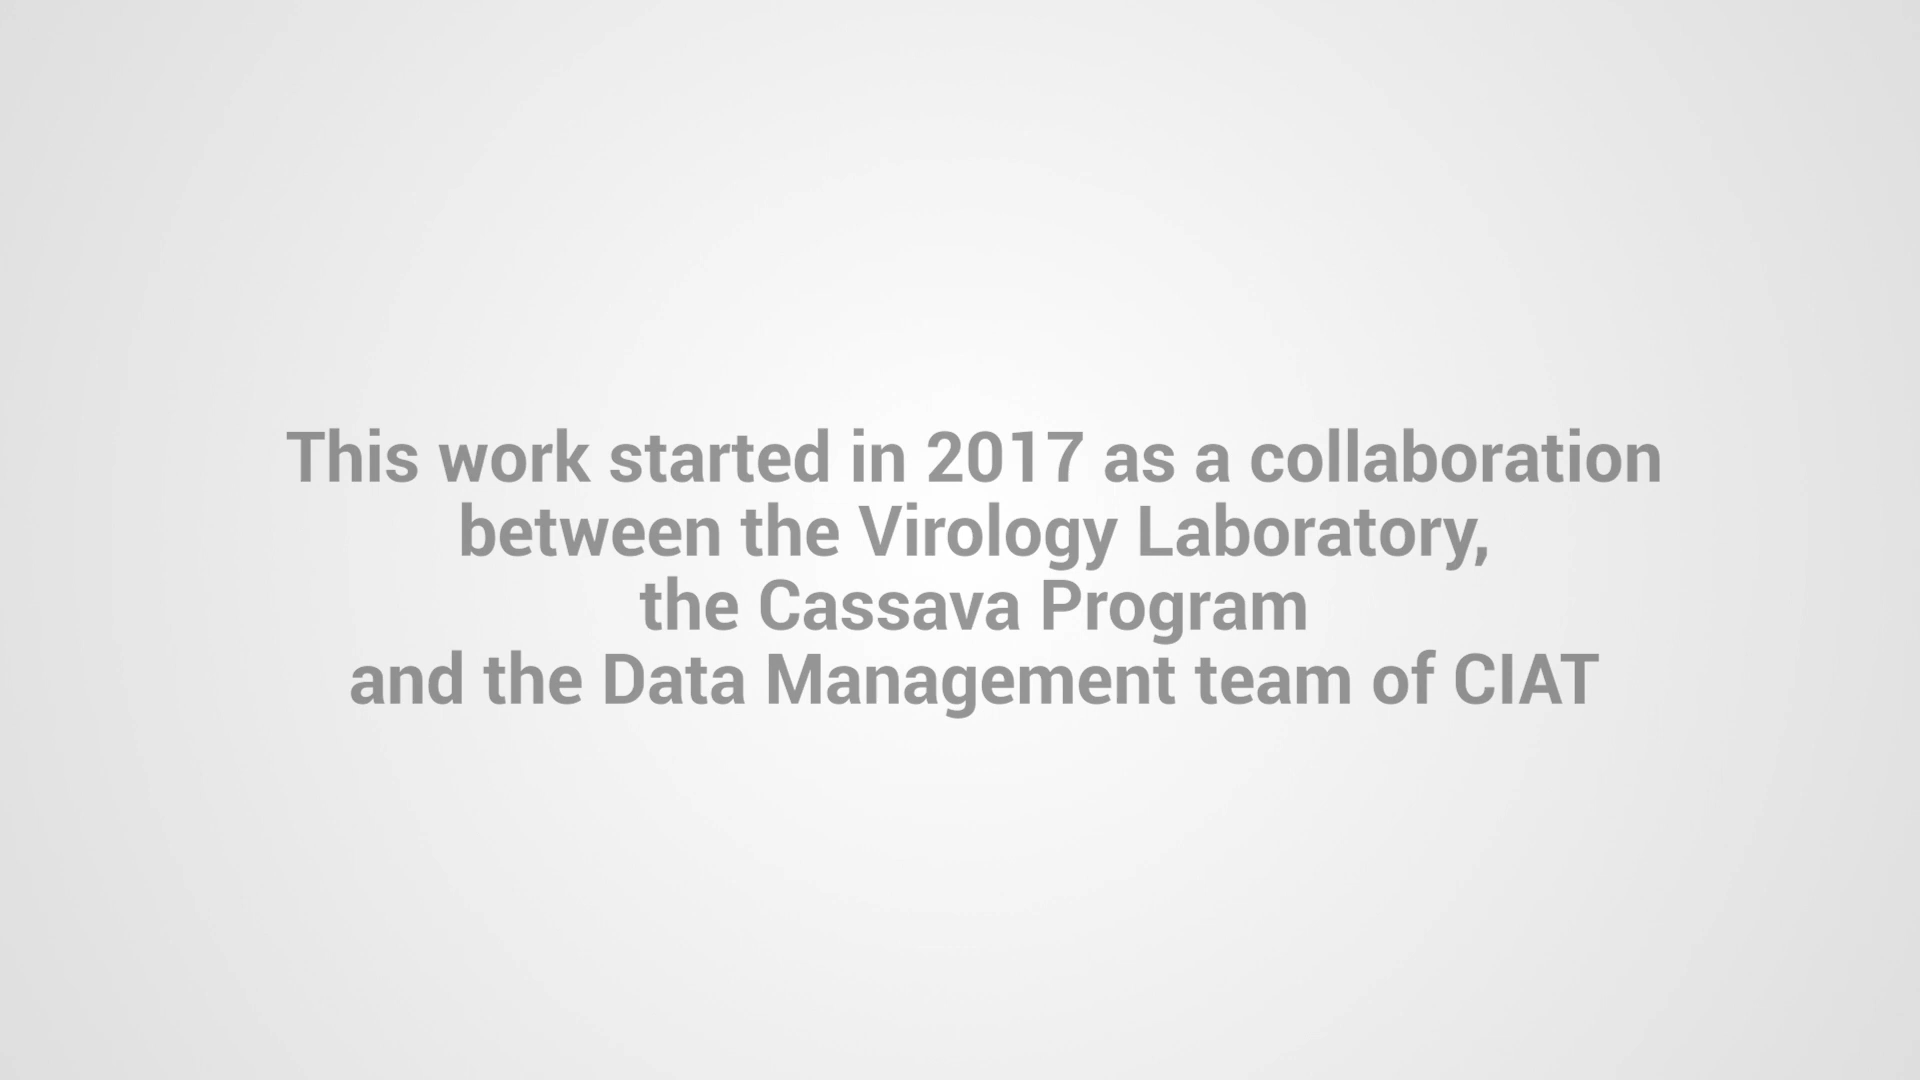 This work started in 2017 as a collaboration
between the Virology Laboratory,
the Cassava Program
and the Data Management team of CIAT